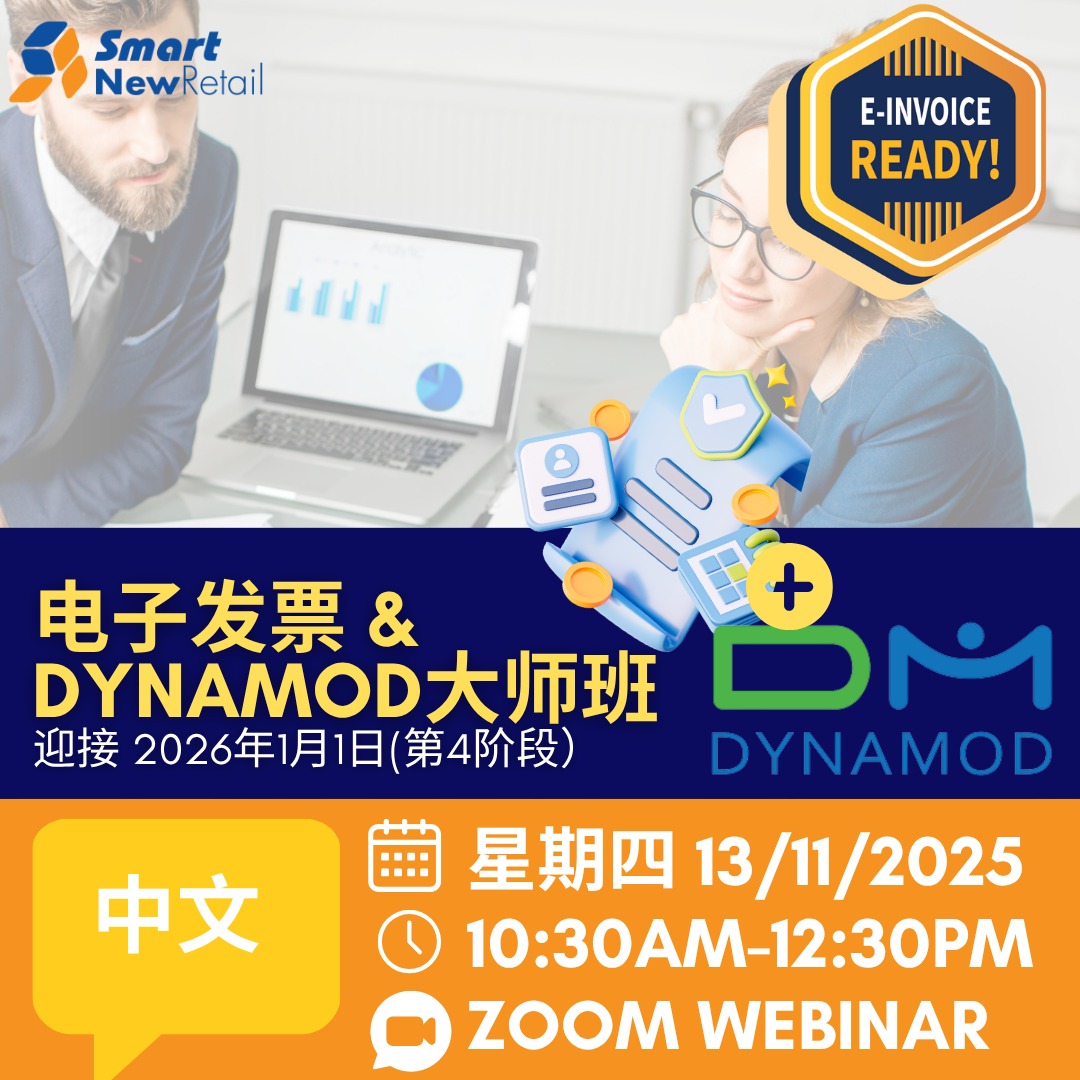 Smart
NewRetail
E-INVOICE
READY!
电子发票 &
DYNAMOD大师班
迎接 2026年1月1日(第4阶段）
DM
DYNAMOD
中文
星期四 13/11/2025
10:30AM-12:30PM
ZOOM WEBINAR